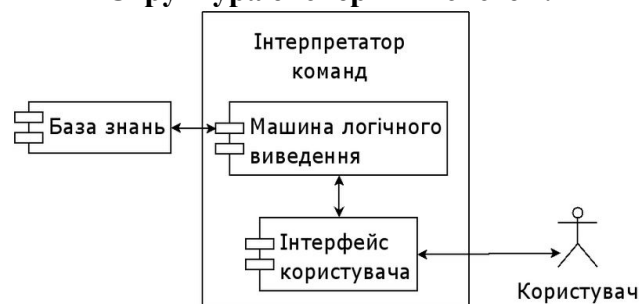 Інтерпретатор
команд
База знань
Машина логічного
виведення
Інтерфейс
користувача
Користувач